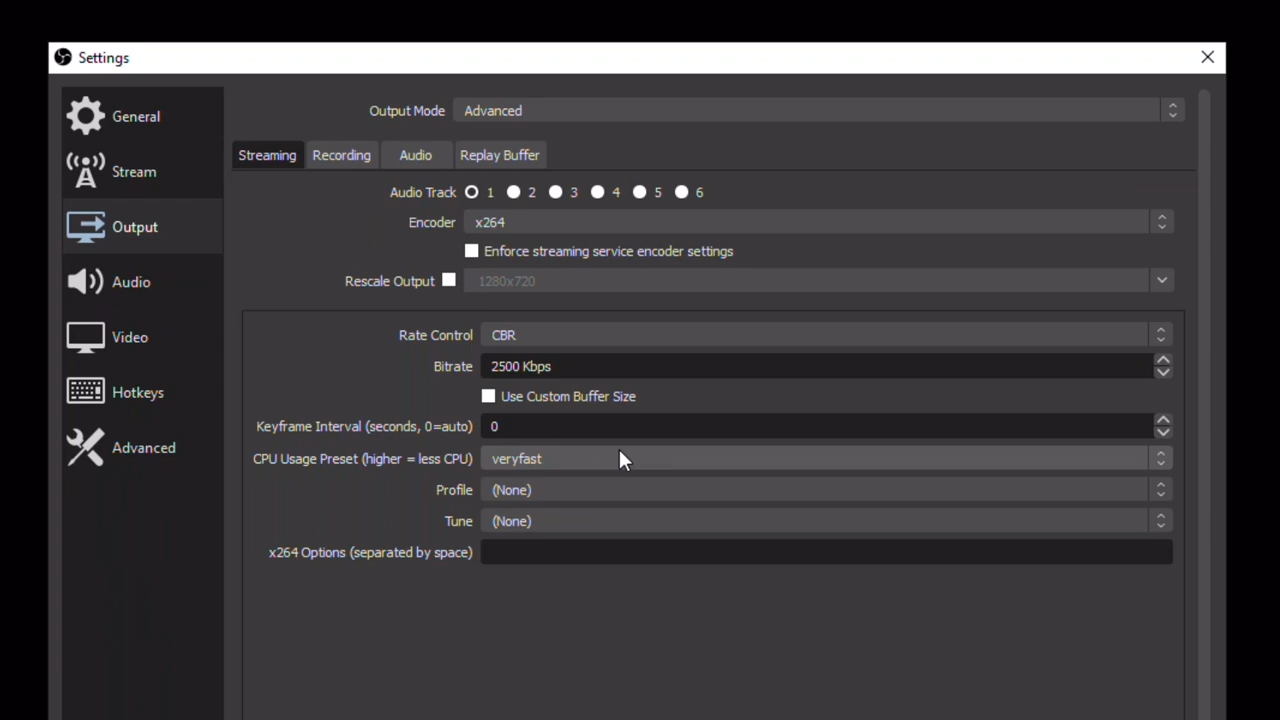 Settings
General
Stream
Output
Audio
Video
Hotkeys
Advanced
Output Mode Advanced
Streaming Recording Audio Replay Buffer
Audio Track 1 2 3 4 5 6
Encoder x264
Enforce streaming service encoder settings
Rescale Output 1280x720
Rate Control CBR
Bitrate 2500 Kbps
Use Custom Buffer Size
Keyframe Interval (seconds, 0=auto) 0
CPU Usage Preset (higher = less CPU) veryfast
Profile (None)
Tune (None)
x264 Options (separated by space)